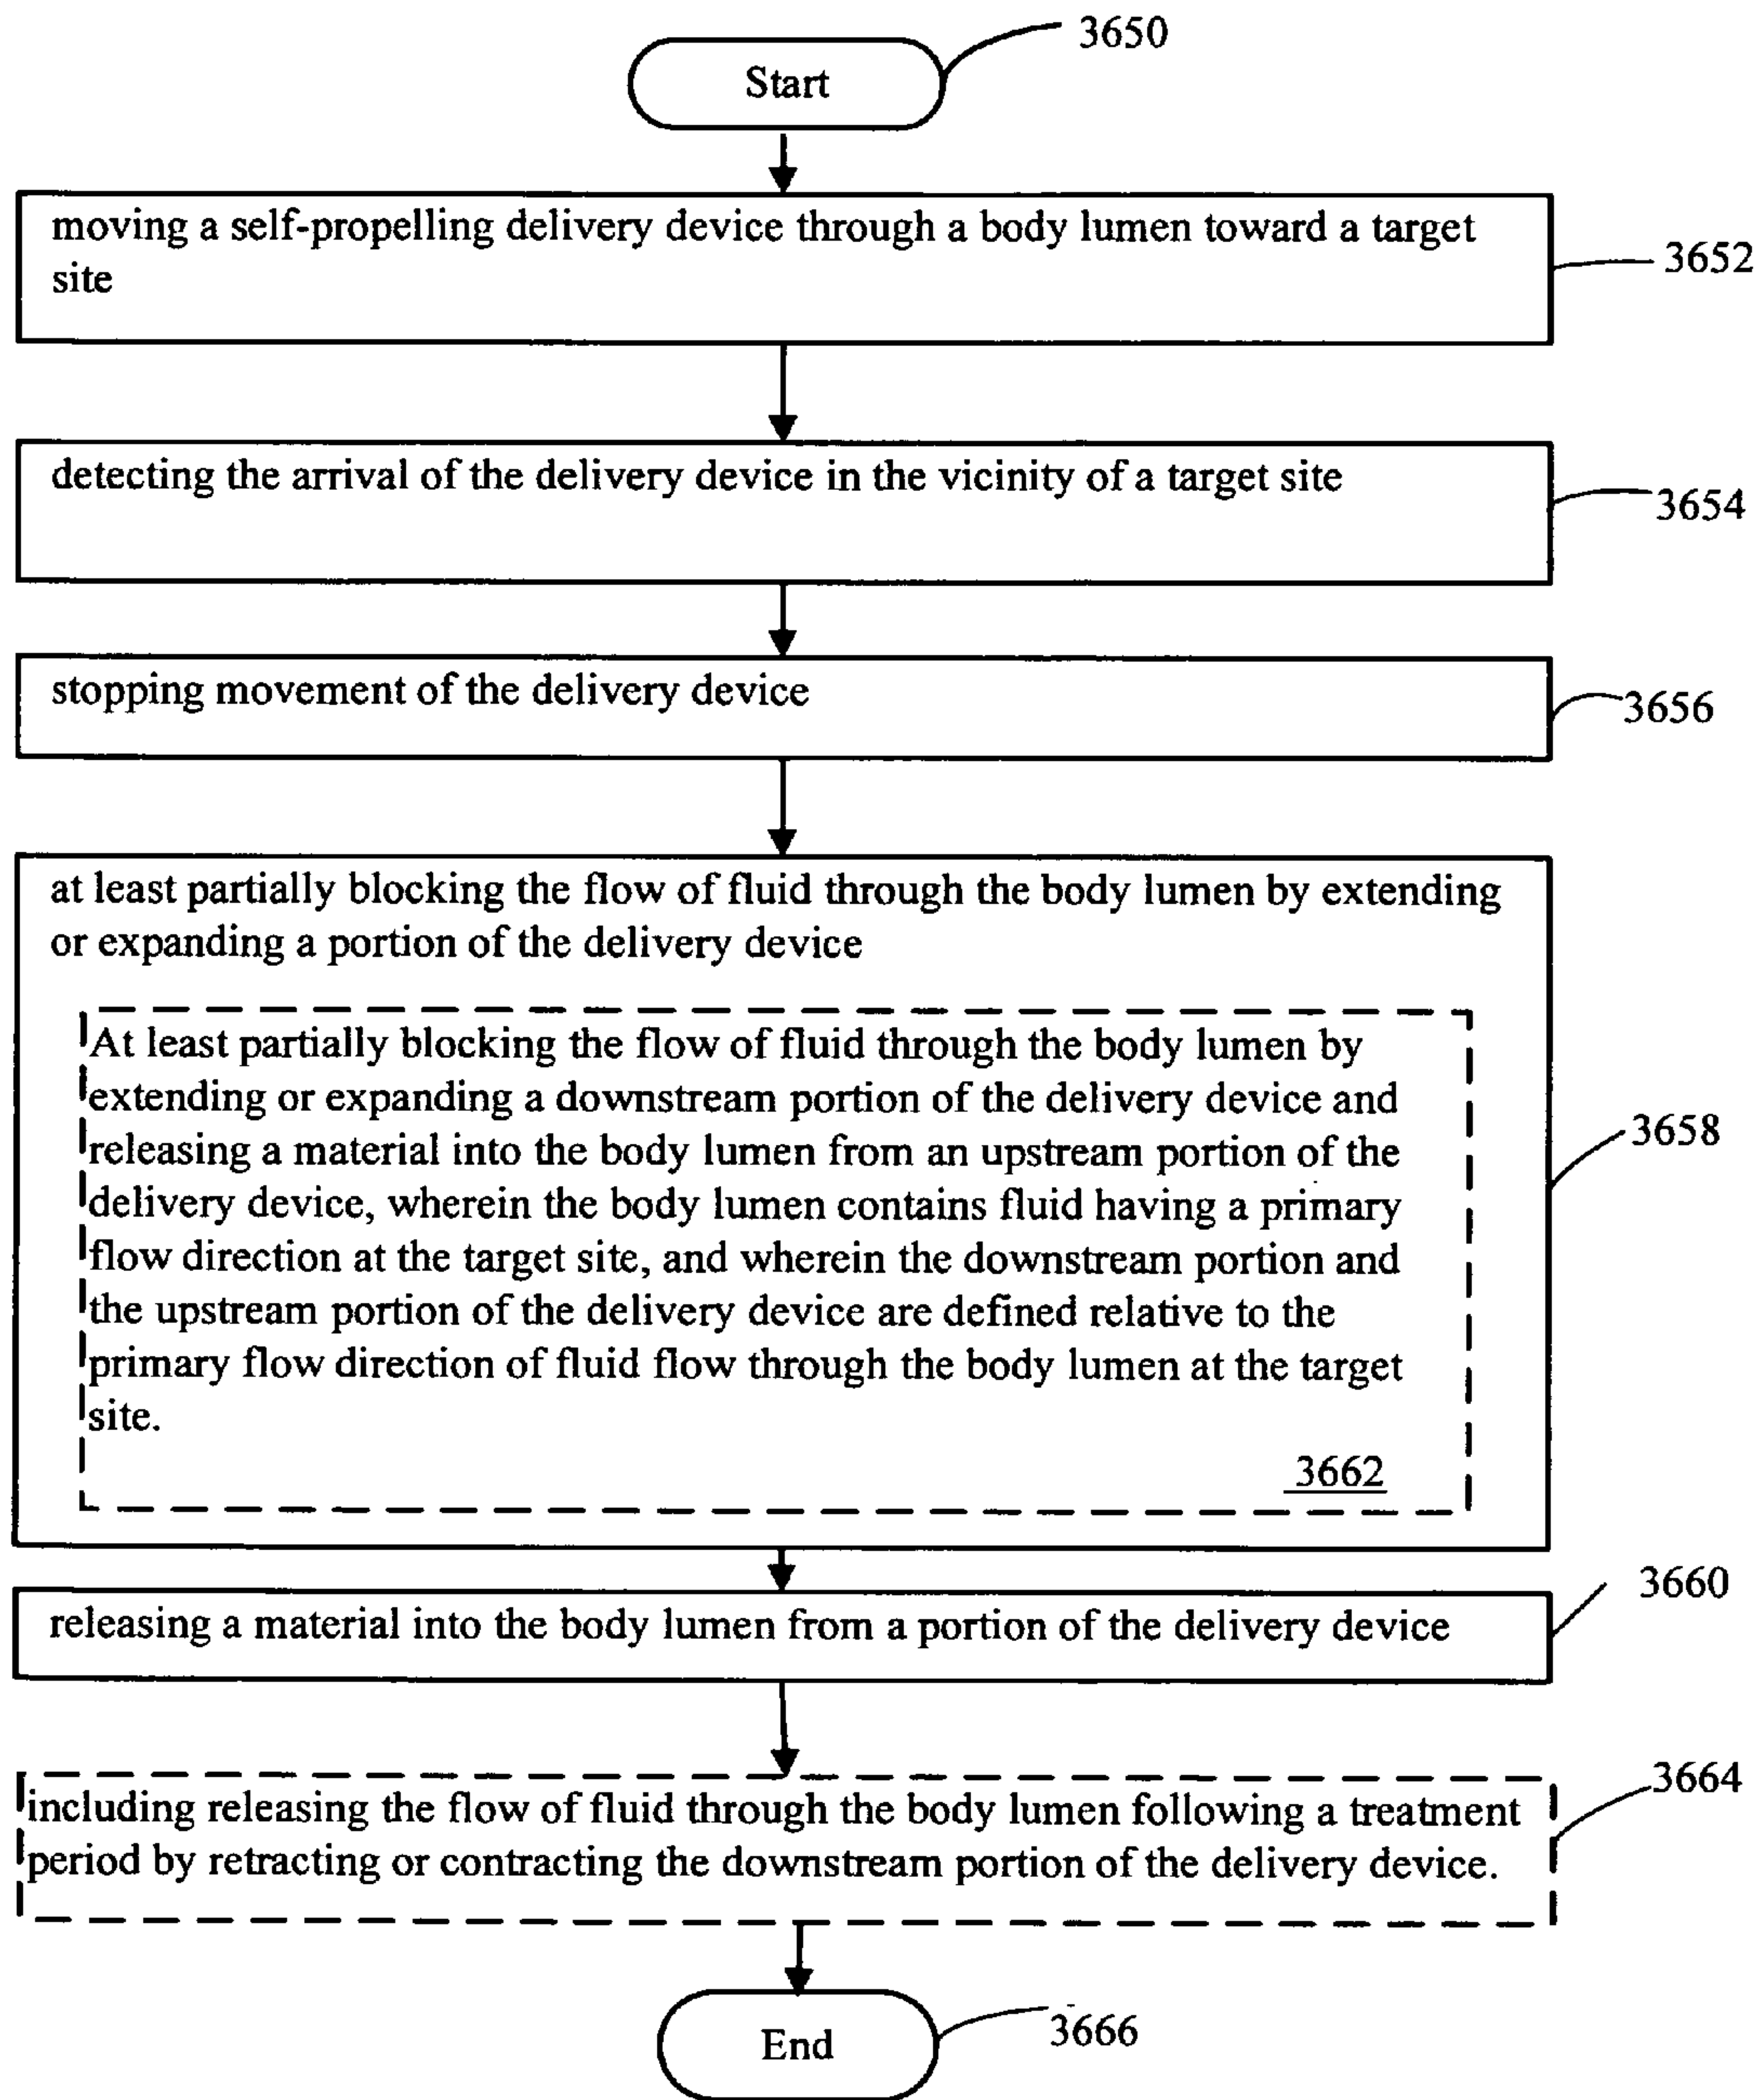 3650
Start
moving a self-propelling delivery device through a body lumen toward a target
site
3652
detecting the arrival of the delivery device in the vicinity of a target site
3654
stopping movement of the delivery device
3656
at least partially blocking the flow of fluid through the body lumen by extending
or expanding a portion of the delivery device
At least partially blocking the flow of fluid through the body lumen by
extending or expanding a downstream portion of the delivery device and
releasing a material into the body lumen from an upstream portion of the
delivery device, wherein the body lumen contains fluid having a primary
flow direction at the target site, and wherein the downstream portion and
the upstream portion of the delivery device are defined relative to the
primary flow direction of fluid flow through the body lumen at the target
site.
3662
3658
releasing a material into the body lumen from a portion of the delivery device
3660
including releasing the flow of fluid through the body lumen following a treatment
period by retracting or contracting the downstream portion of the delivery device.
3664
End
3666